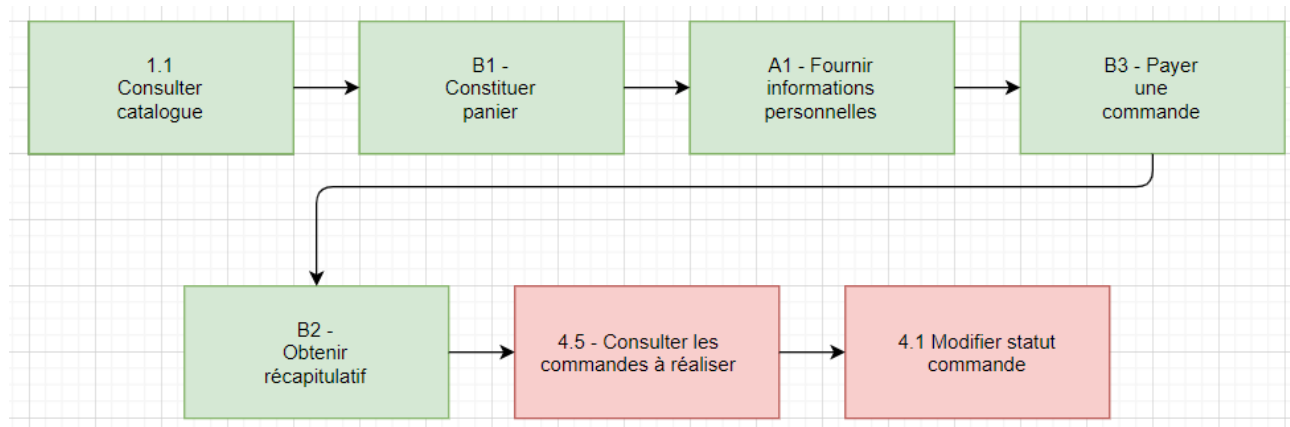 1.1
Consulter
catalogue
B1 -
Constituer
panier
A1 - Fournir
informations
personnelles
B3 - Payer
une
commande
B2 -
Obtenir
récapitulatif
4.5 - Consulter les
commandes à réaliser
4.1 Modifier statut
commande